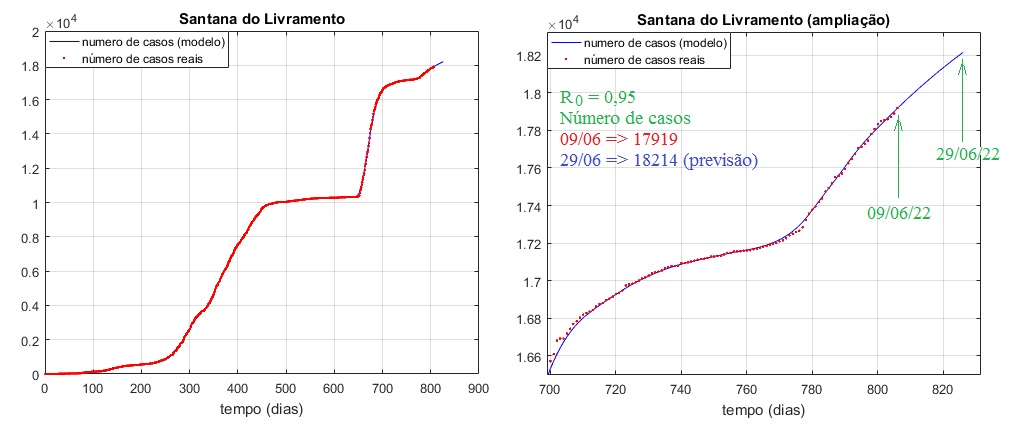 Santana do Livramento
×10⁴
numero de casos (modelo)
número de casos reais
2
1.8
1.6
1.4
1.2
1
0.8
0.6
0.4
0.2
0
0 100 200 300 400 500 600 700 800 900
tempo (dias)
Santana do Livramento (ampliação)
×10⁴
numero de casos (modelo)
número de casos reais
1.82
1.8
1.78
1.76
1.74
1.72
1.7
1.68
1.66
R0 = 0,95
Número de casos
09/06 => 17919
29/06 => 18214 (previsão)
29/06/22
09/06/22
700 720 740 760 780 800 820
tempo (dias)